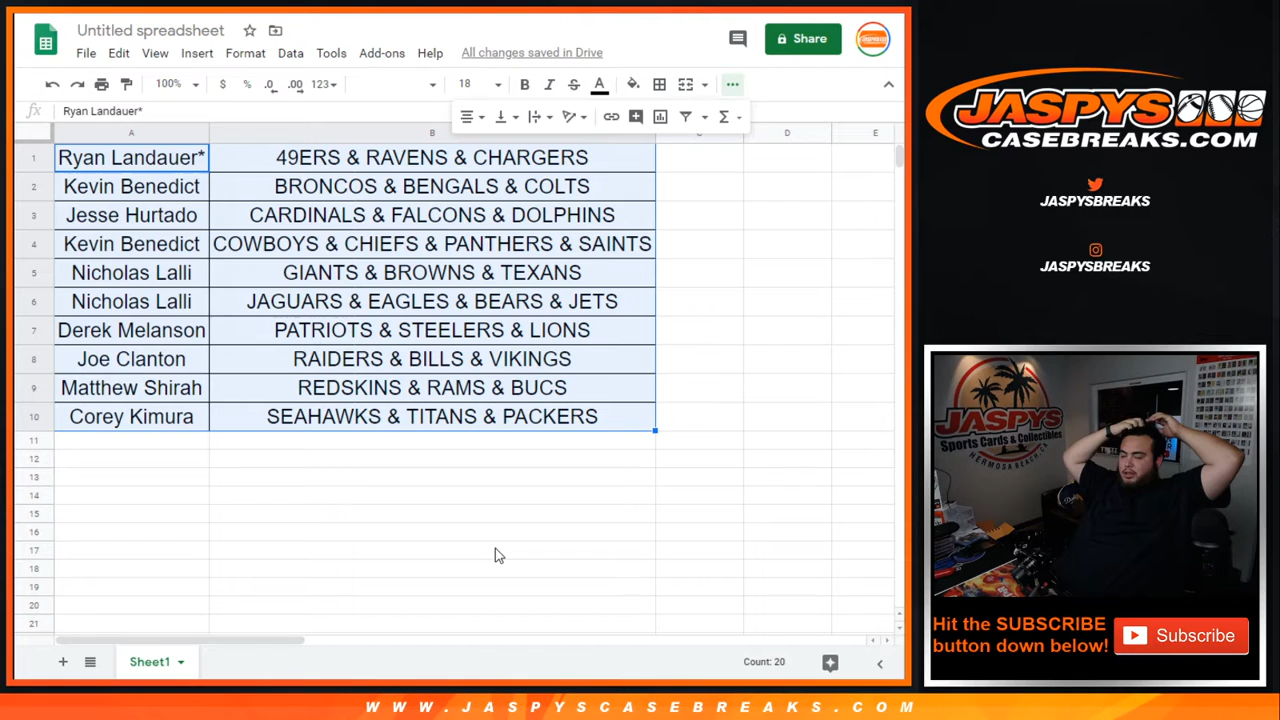 Untitled spreadsheet
File Edit View Insert Format Data Tools Add-ons Help All changes saved in Drive
Share
100% $ % .0 .00 123 18 B I S A
fx Ryan Landauer*
A B C D E
1 Ryan Landauer* 49ERS & RAVENS & CHARGERS
2 Kevin Benedict BRONCOS & BENGALS & COLTS
3 Jesse Hurtado CARDINALS & FALCONS & DOLPHINS
4 Kevin Benedict COWBOYS & CHIEFS & PANTHERS & SAINTS
5 Nicholas Lalli GIANTS & BROWNS & TEXANS
6 Nicholas Lalli JAGUARS & EAGLES & BEARS & JETS
7 Derek Melanson PATRIOTS & STEELERS & LIONS
8 Joe Clanton RAIDERS & BILLS & VIKINGS
9 Matthew Shirah REDSKINS & RAMS & BUCS
10 Corey Kimura SEAHAWKS & TITANS & PACKERS
11
12
13
14
15
16
17
18
19
20
21
Sheet1
Count: 20
JASPYS
CASEBREAKS.COM
JASPYSBREAKS
JASPYSBREAKS
JASPYS
Sports Cards & Collectibles
HERMOSA BEACH, CA
Hit the SUBSCRIBE
button down below!
Subscribe
WWW.JASPYSCASEBREAKS.COM